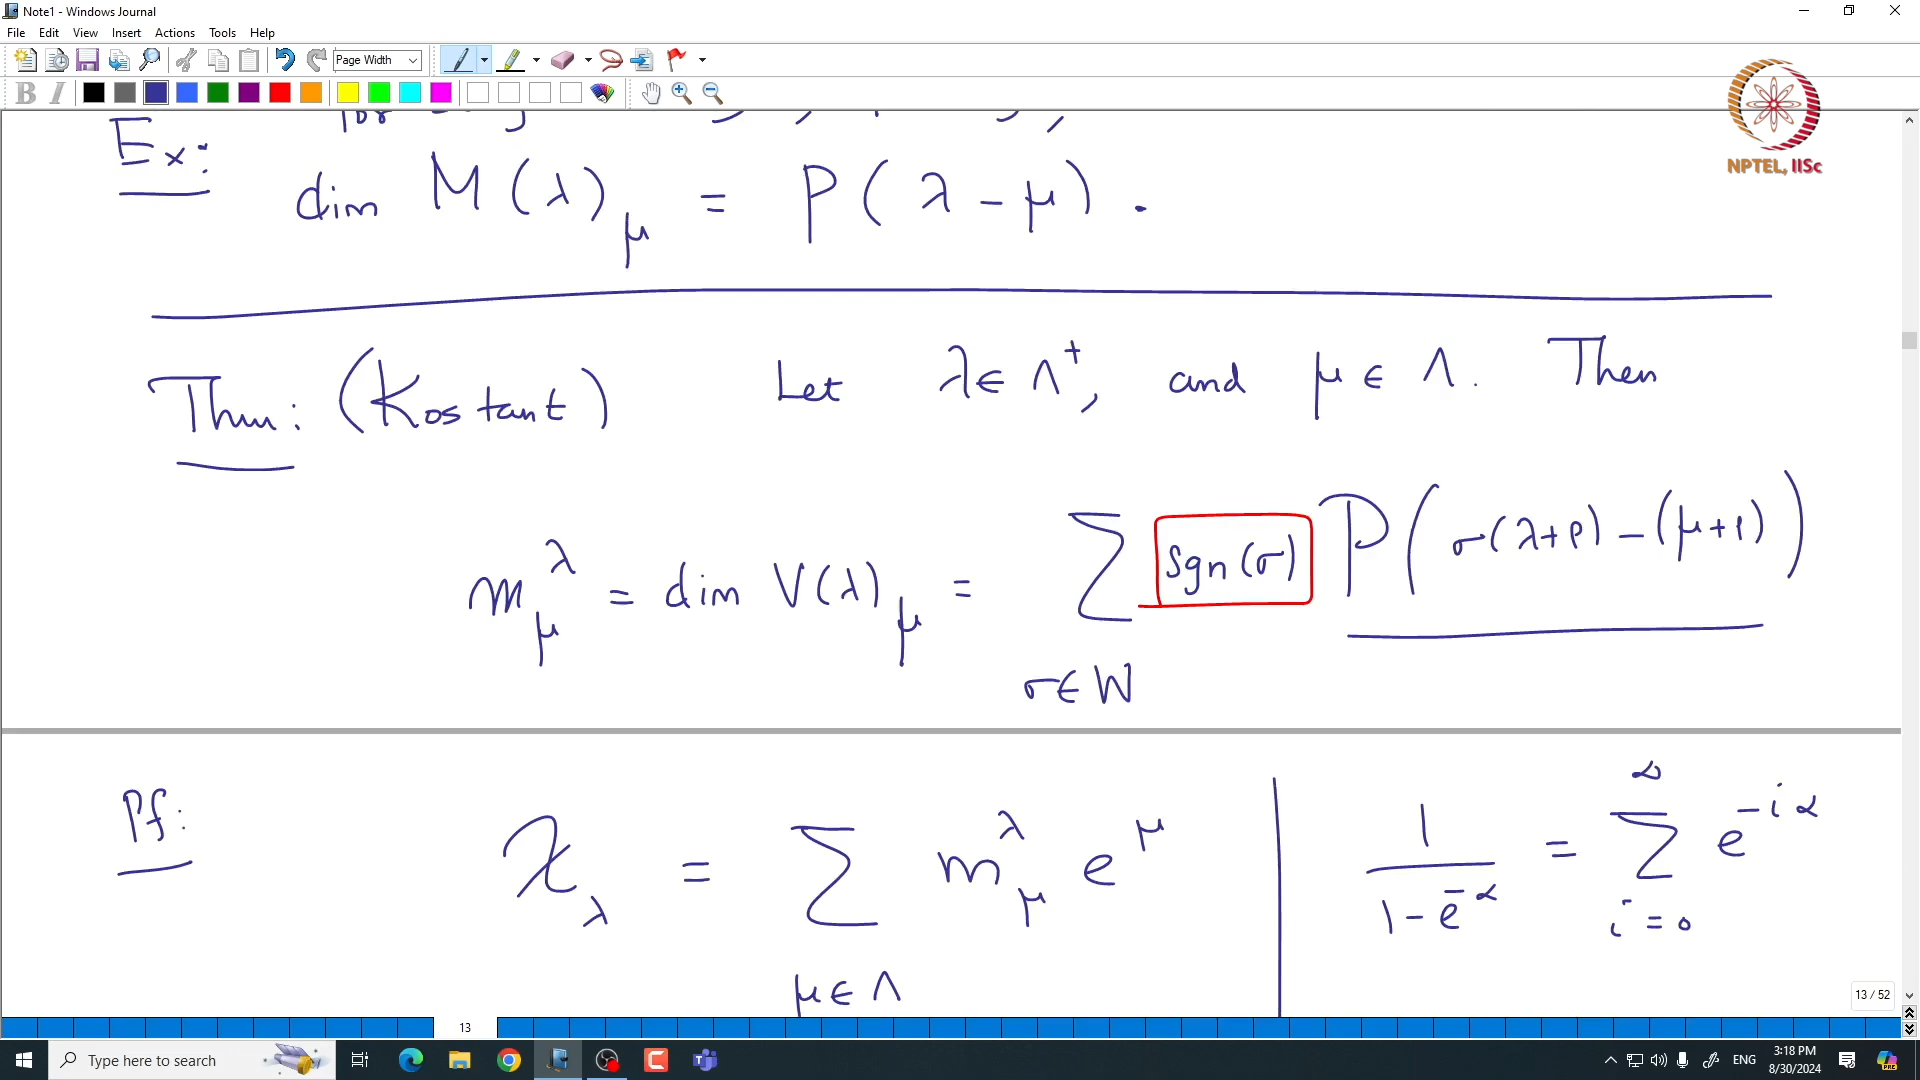 Note1 - Windows Journal
File Edit View Insert Actions Tools Help
Page Width
B I
NPTEL, IISc
for
Ex:
dim M(λ)_μ = P(λ - μ).
Thm: (Kostant) Let λ ∈ Λ⁺, and μ ∈ Λ. Then
m_μ^λ = dim V(λ)_μ = Σ_{σ∈W} sgn(σ) P(σ(λ+ρ) - (μ+ρ))
Pf: χ_λ = Σ_{μ∈Λ} m_μ^λ e^μ
1/(1-e^{-α}) = Σ_{i=0}^{∞} e^{-iα}
13 / 52
13
Type here to search
ENG
3:18 PM
8/30/2024